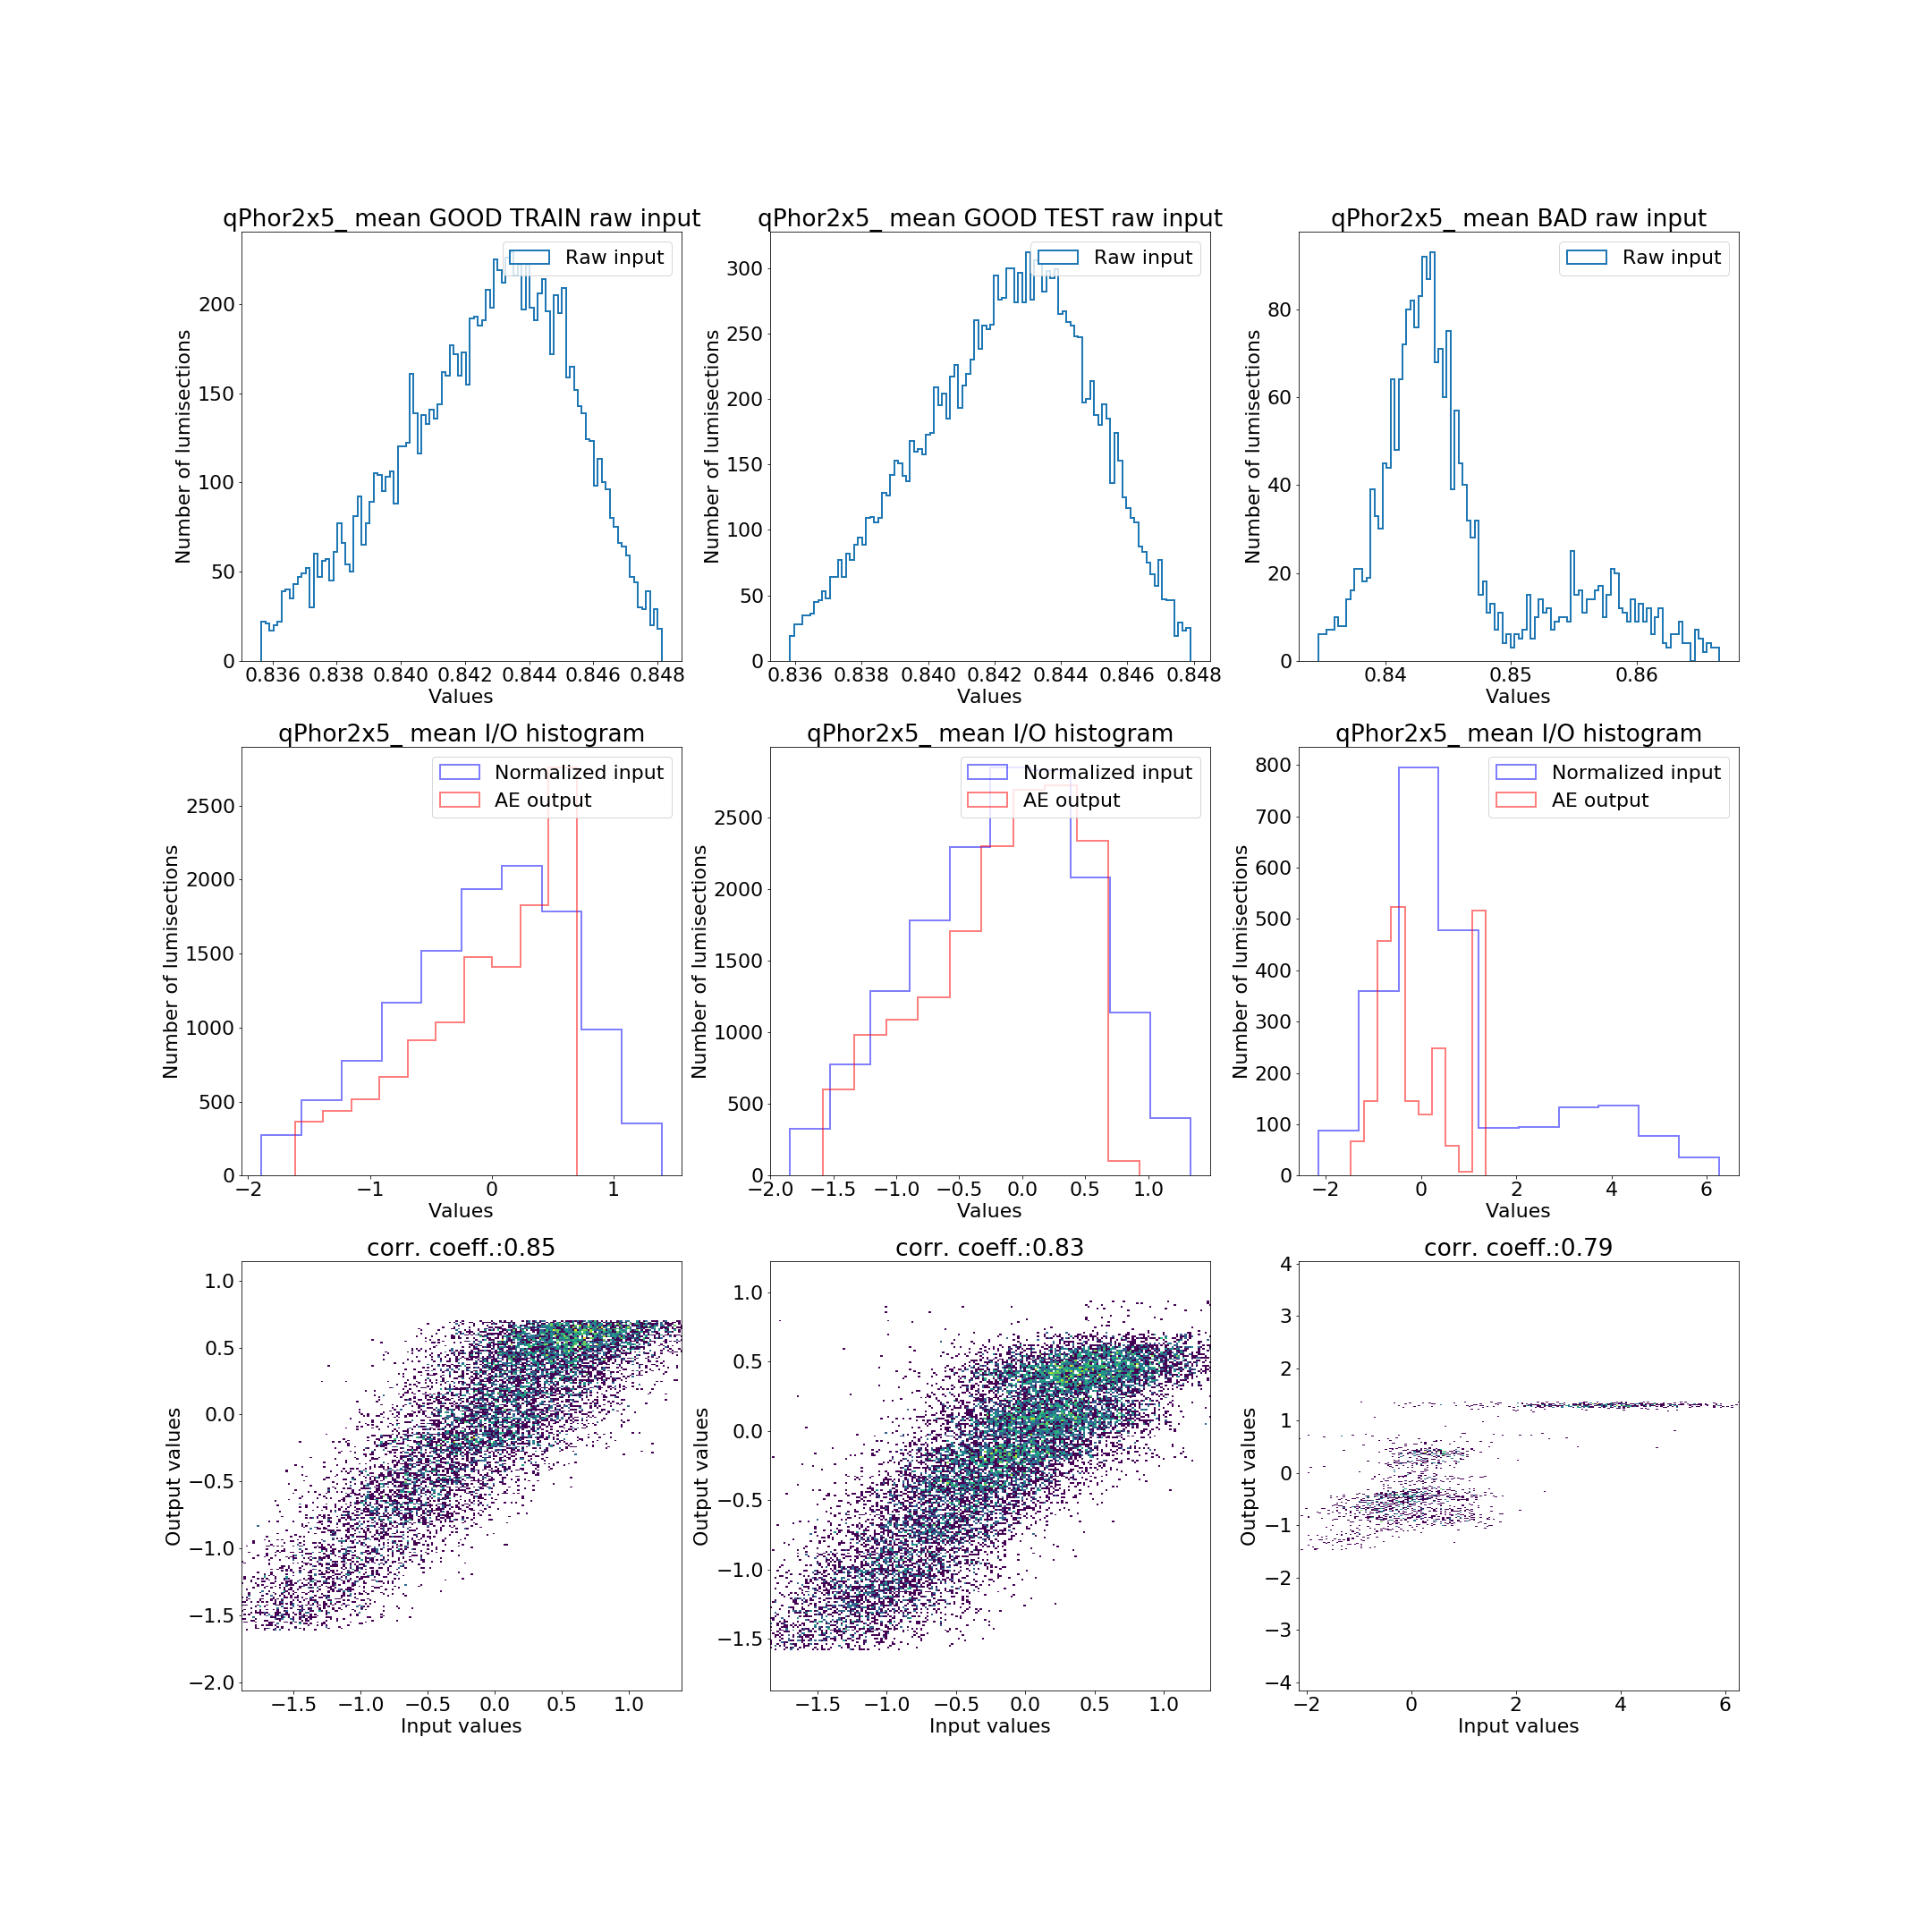 qPhor2x5_ mean GOOD TRAIN raw input
qPhor2x5_ mean GOOD TEST raw input
qPhor2x5_ mean BAD raw input
Raw input
Raw input
Raw input
Number of lumisections
200
150
100
50
0
0.836 0.838 0.840 0.842 0.844 0.846 0.848
Values
Number of lumisections
300
250
200
150
100
50
0
0.836 0.838 0.840 0.842 0.844 0.846 0.848
Values
Number of lumisections
80
60
40
20
0
0.84 0.85 0.86
Values
qPhor2x5_ mean I/O histogram
qPhor2x5_ mean I/O histogram
qPhor2x5_ mean I/O histogram
Normalized input
AE output
Normalized input
AE output
Normalized input
AE output
Number of lumisections
2500
2000
1500
1000
500
0
−2 −1 0 1
Values
Number of lumisections
2500
2000
1500
1000
500
0
−2.0 −1.5 −1.0 −0.5 0.0 0.5 1.0
Values
Number of lumisections
800
700
600
500
400
300
200
100
0
−2 0 2 4 6
Values
corr. coeff.:0.85
corr. coeff.:0.83
corr. coeff.:0.79
Output values
1.0
0.5
0.0
−0.5
−1.0
−1.5
−2.0
−1.5 −1.0 −0.5 0.0 0.5 1.0
Input values
Output values
1.0
0.5
0.0
−0.5
−1.0
−1.5
−1.5 −1.0 −0.5 0.0 0.5 1.0
Input values
Output values
4
3
2
1
0
−1
−2
−3
−4
−2 0 2 4 6
Input values